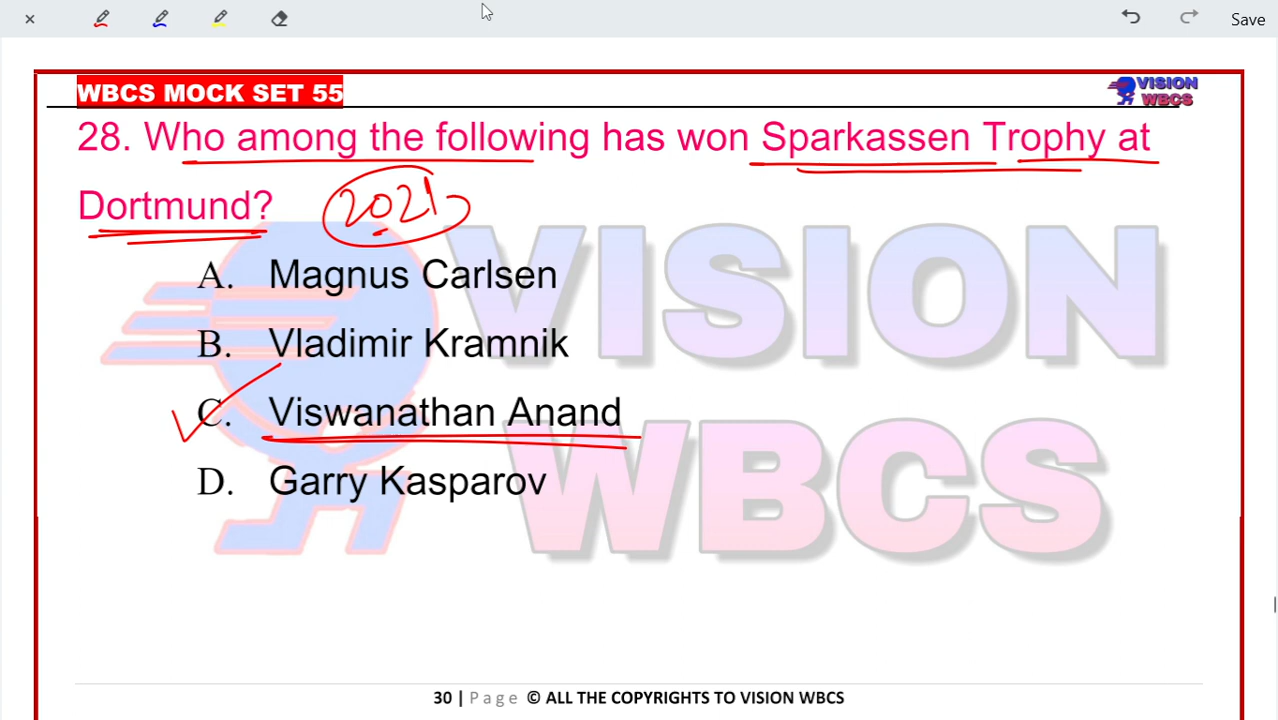 Save
WBCS MOCK SET 55
VISION
WBCS
28. Who among the following has won Sparkassen Trophy at
Dortmund? 2021
A. Magnus Carlsen
B. Vladimir Kramnik
C. Viswanathan Anand
D. Garry Kasparov
VISION
WBCS
30 | Page © ALL THE COPYRIGHTS TO VISION WBCS